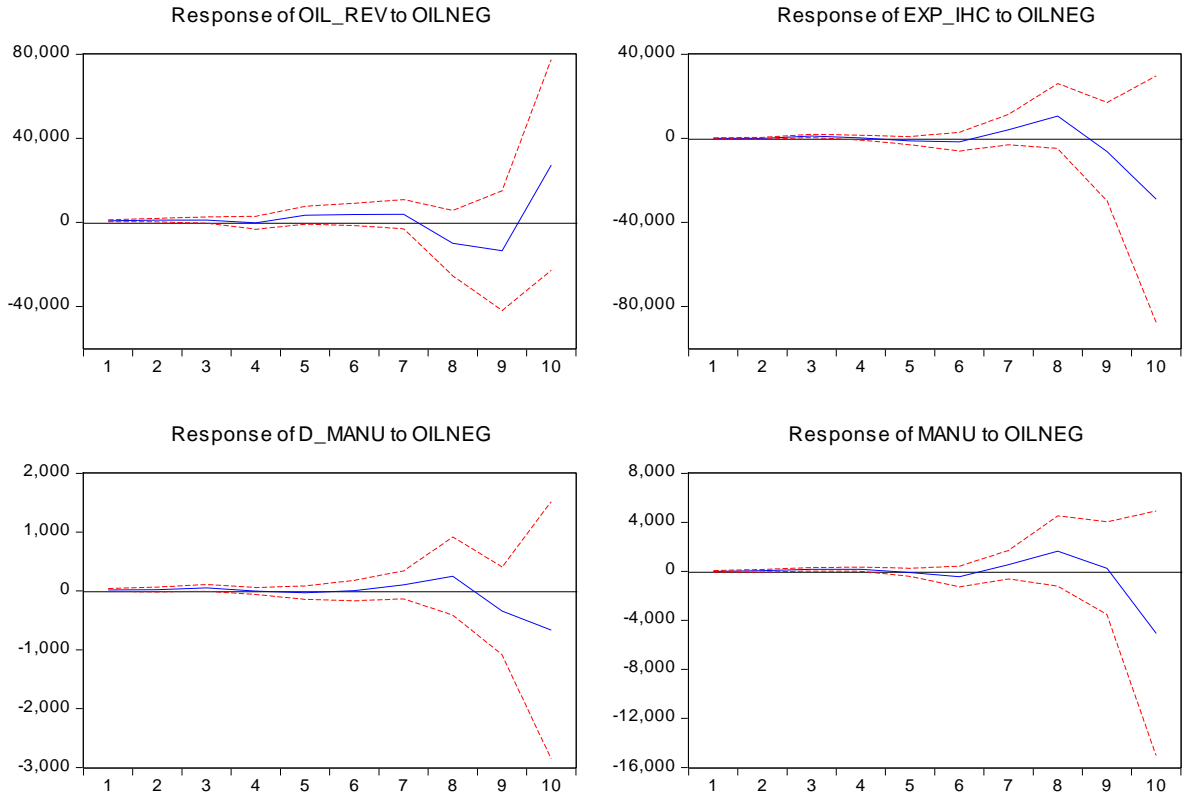 Response of OIL_REV to OILNEG
80,000
40,000
0
-40,000
1 2 3 4 5 6 7 8 9 10
Response of EXP_IHC to OILNEG
40,000
0
-40,000
-80,000
1 2 3 4 5 6 7 8 9 10
Response of D_MANU to OILNEG
2,000
1,000
0
-1,000
-2,000
-3,000
1 2 3 4 5 6 7 8 9 10
Response of MANU to OILNEG
8,000
4,000
0
-4,000
-8,000
-12,000
-16,000
1 2 3 4 5 6 7 8 9 10